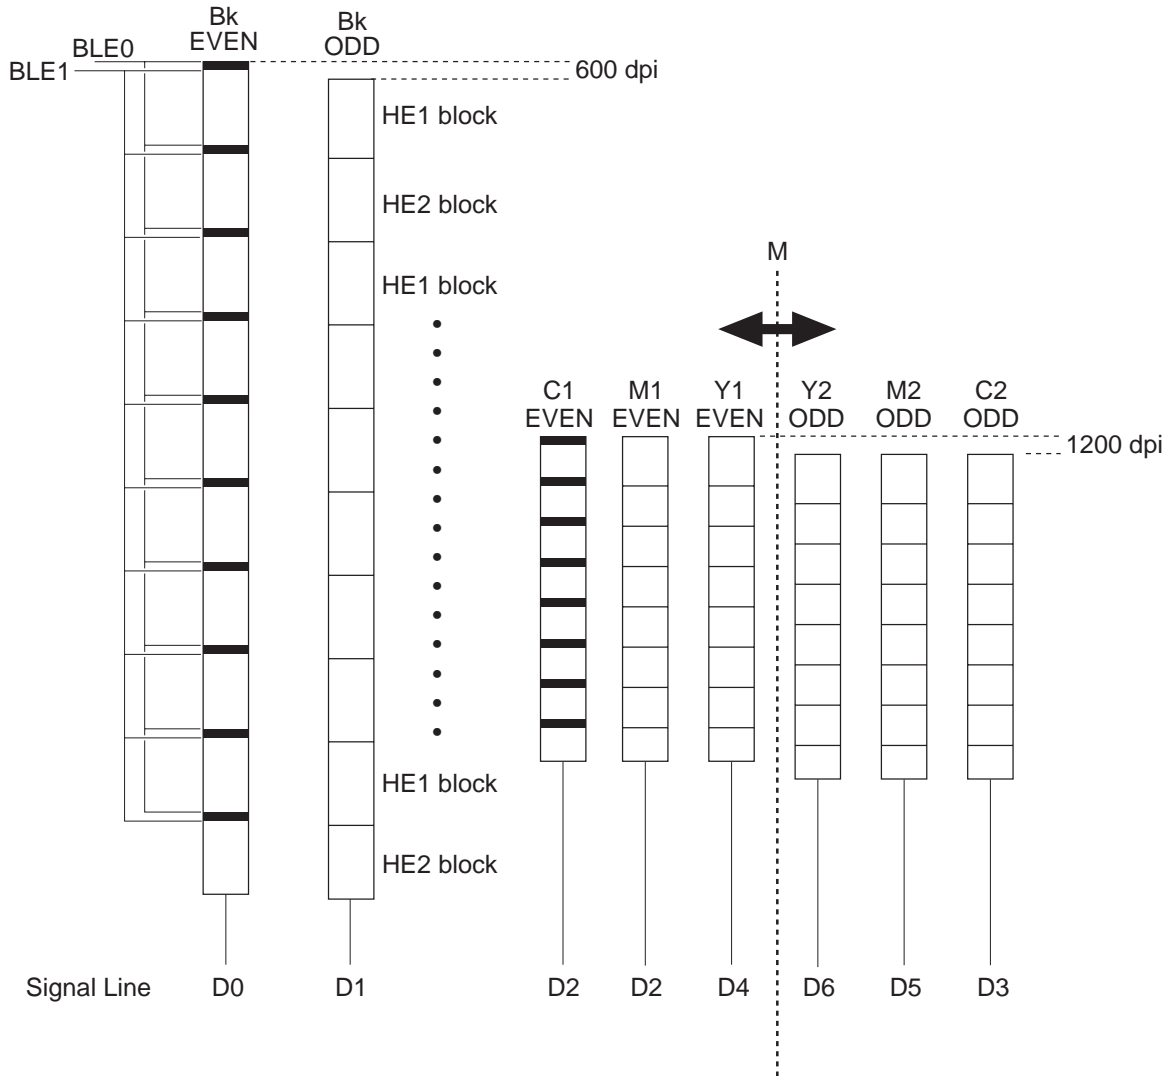 Bk
EVEN
Bk
ODD
BLE0
BLE1
600 dpi
HE1 block
HE2 block
HE1 block
M
C1
EVEN
M1
EVEN
Y1
EVEN
Y2
ODD
M2
ODD
C2
ODD
1200 dpi
HE1 block
HE2 block
Signal Line D0 D1 D2 D2 D4 D6 D5 D3